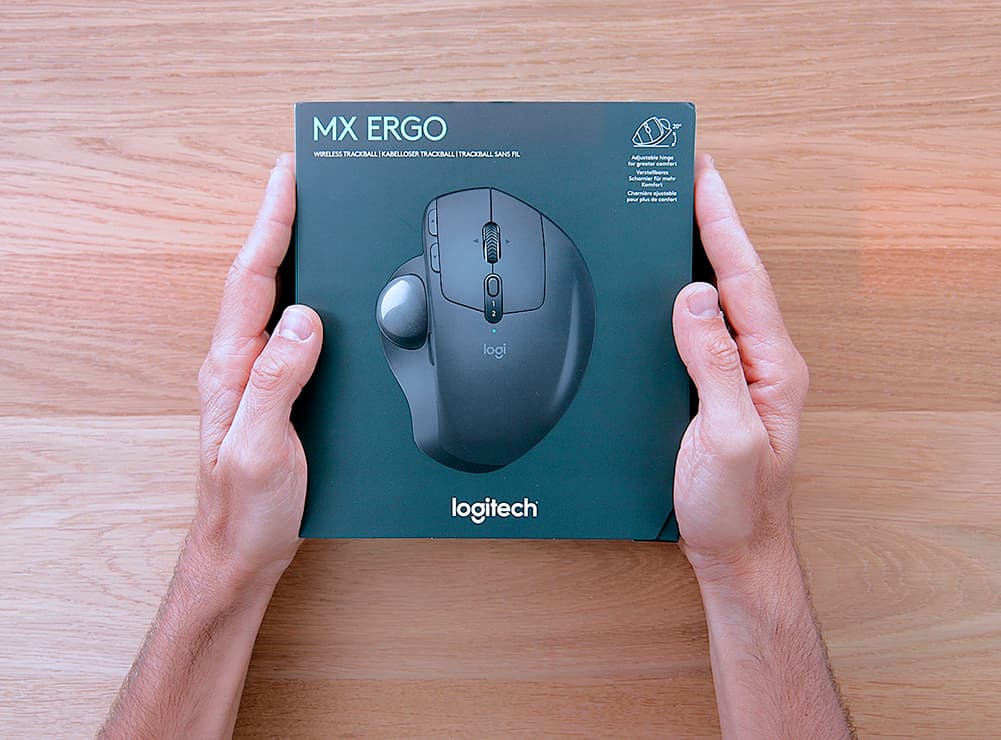 MX ERGO
WIRELESS TRACKBALL | KABELLOSER TRACKBALL | TRACKBALL SANS FIL
20°
Adjustable hinge
for greater comfort
Verstellbares
Scharnier für mehr
Komfort
Charnière ajustable
pour plus de confort
1
2
logi
logitech